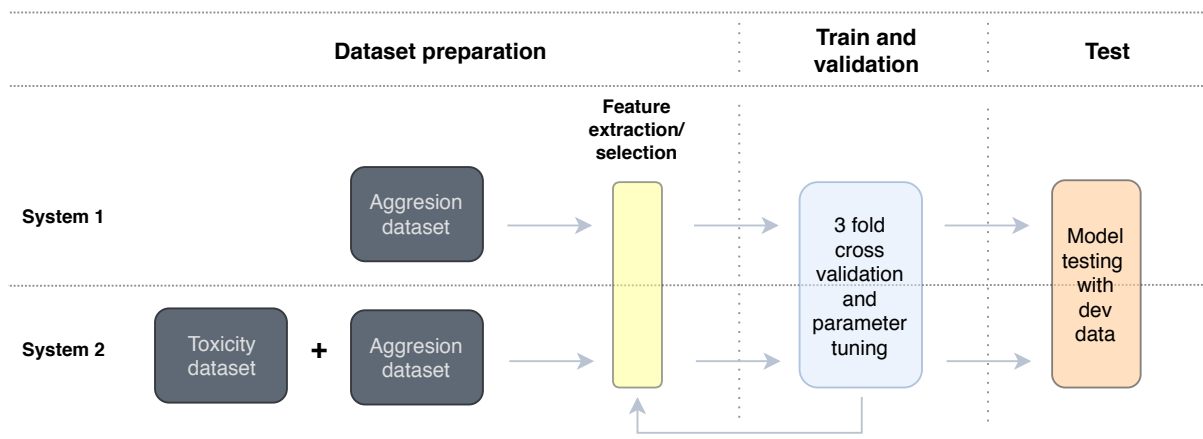 Dataset preparation
Train and
validation
Test
Feature
extraction/
selection
System 1
Aggresion
dataset
3 fold
cross
validation
and
parameter
tuning
Model
testing
with
dev
data
System 2
Toxicity
dataset
+
Aggresion
dataset